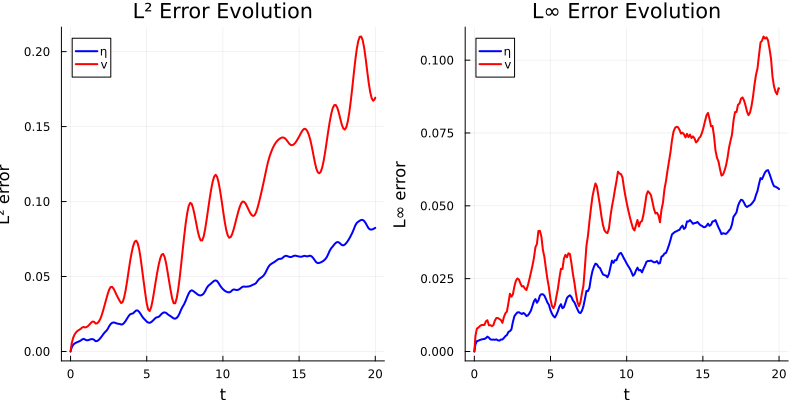 L² Error Evolution
L² error
0.20
0.15
0.10
0.05
0.00
η
v
0
5
10
15
20
t
L∞ Error Evolution
L∞ error
0.100
0.075
0.050
0.025
0.000
η
v
0
5
10
15
20
t